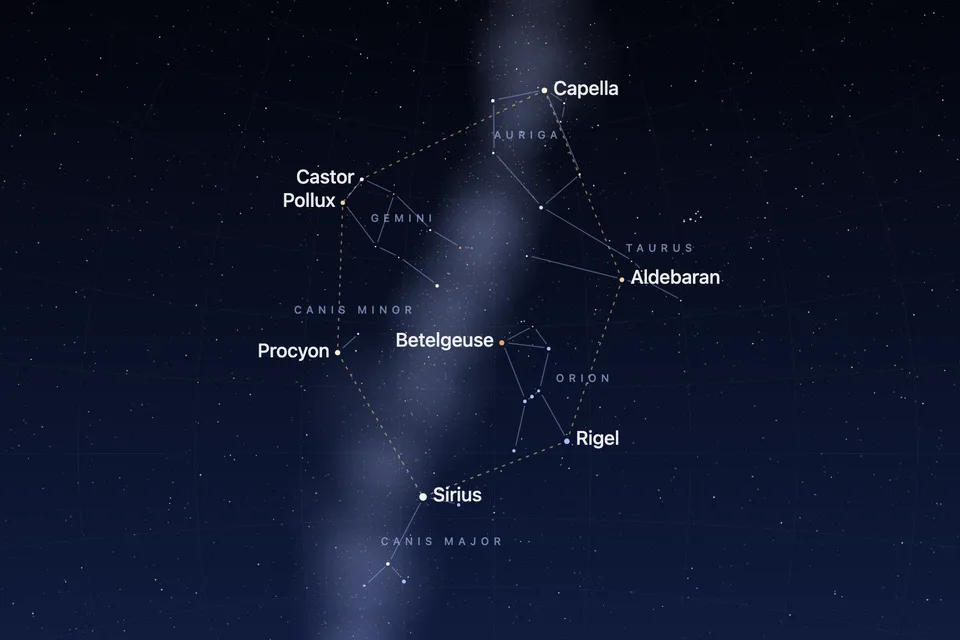 Capella
AURIGA
Castor
Pollux
GEMINI
TAURUS
Aldebaran
CANIS MINOR
Betelgeuse
Procyon
ORION
Rigel
Sirius
CANIS MAJOR